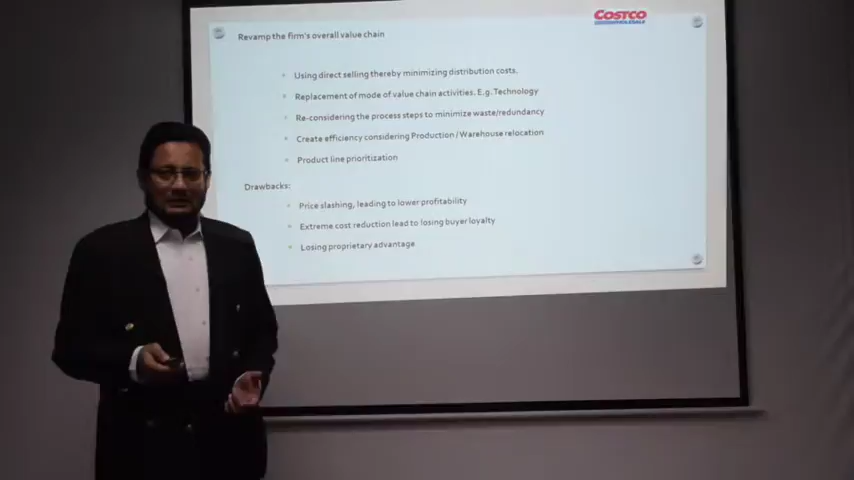 COSTCO
WHOLESALE
Revamp the firm's overall value chain
Using direct selling thereby minimizing distribution costs.
Replacement of mode of value chain activities. E.g. Technology
Re-considering the process steps to minimize waste/redundancy
Create efficiency considering Production / Warehouse relocation
Product line prioritization
Drawbacks:
Price slashing, leading to lower profitability
Extreme cost reduction lead to losing buyer loyalty
Losing proprietary advantage